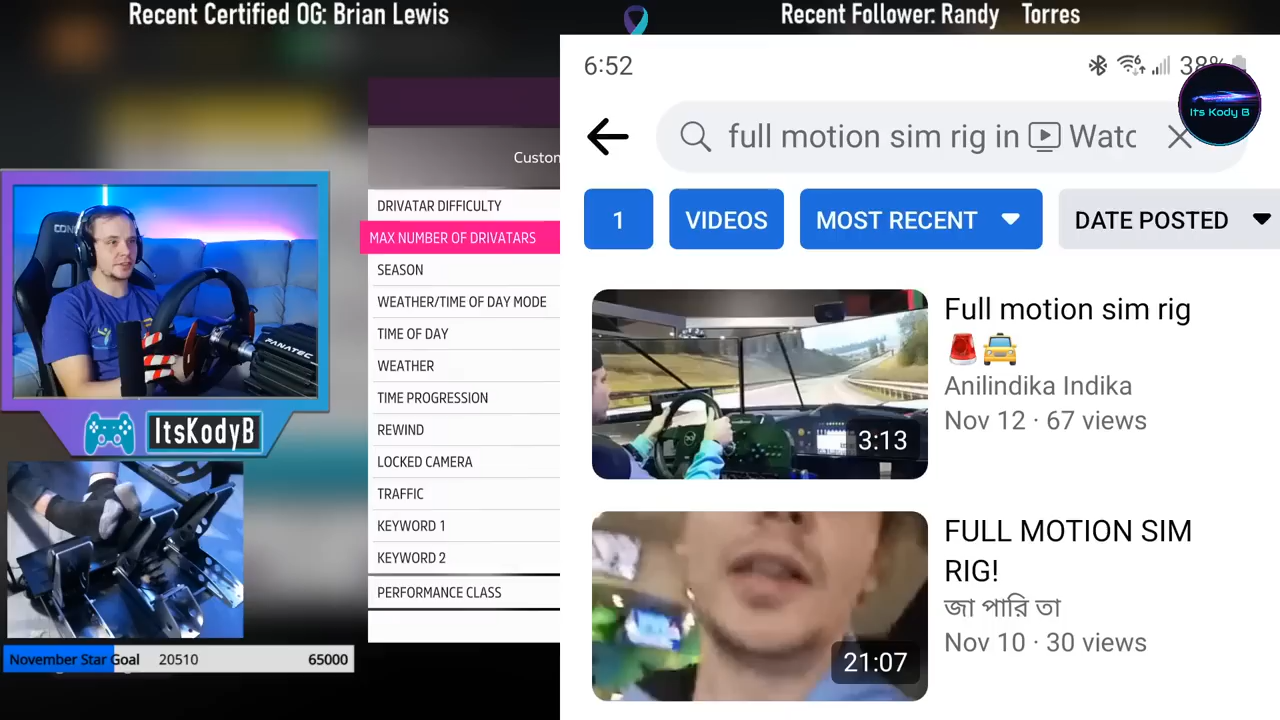 Recent Certified OG: Brian Lewis
Recent Follower: Randy Torres
6:52
38%
Its Kody B
full motion sim rig in Watc
1
VIDEOS
MOST RECENT
DATE POSTED
Custom
DRIVATAR DIFFICULTY
MAX NUMBER OF DRIVATARS
SEASON
WEATHER/TIME OF DAY MODE
TIME OF DAY
WEATHER
TIME PROGRESSION
REWIND
LOCKED CAMERA
TRAFFIC
KEYWORD 1
KEYWORD 2
PERFORMANCE CLASS
FANATEC
ItsKodyB
November Star Goal 20510 65000
Full motion sim rig
Anilindika Indika
Nov 12 · 67 views
3:13
FULL MOTION SIM
RIG!
জা পারি তা
Nov 10 · 30 views
21:07